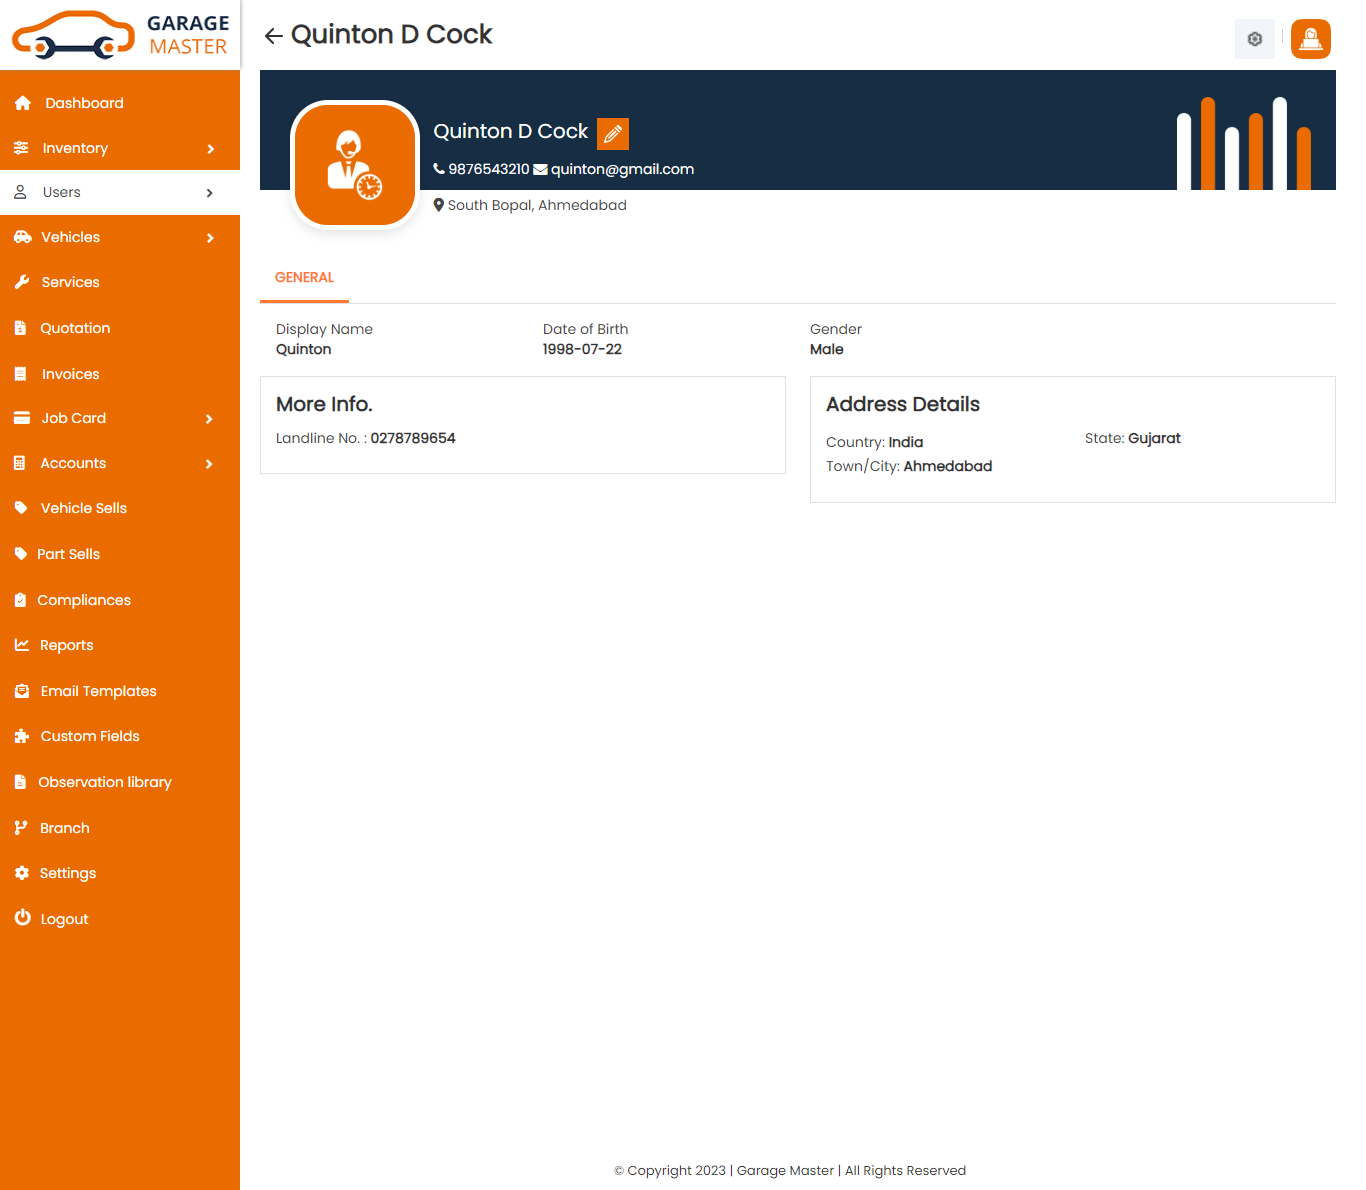 GARAGE
MASTER
Quinton D Cock
Dashboard
Inventory
Users
Vehicles
Services
Quotation
Invoices
Job Card
Accounts
Vehicle Sells
Part Sells
Compliances
Reports
Email Templates
Custom Fields
Observation library
Branch
Settings
Logout
Quinton D Cock
9876543210 quinton@gmail.com
South Bopal, Ahmedabad
GENERAL
Display Name
Quinton
Date of Birth
1998-07-22
Gender
Male
More Info.
Landline No. : 0278789654
Address Details
Country: India
State: Gujarat
Town/City: Ahmedabad
© Copyright 2023 | Garage Master | All Rights Reserved